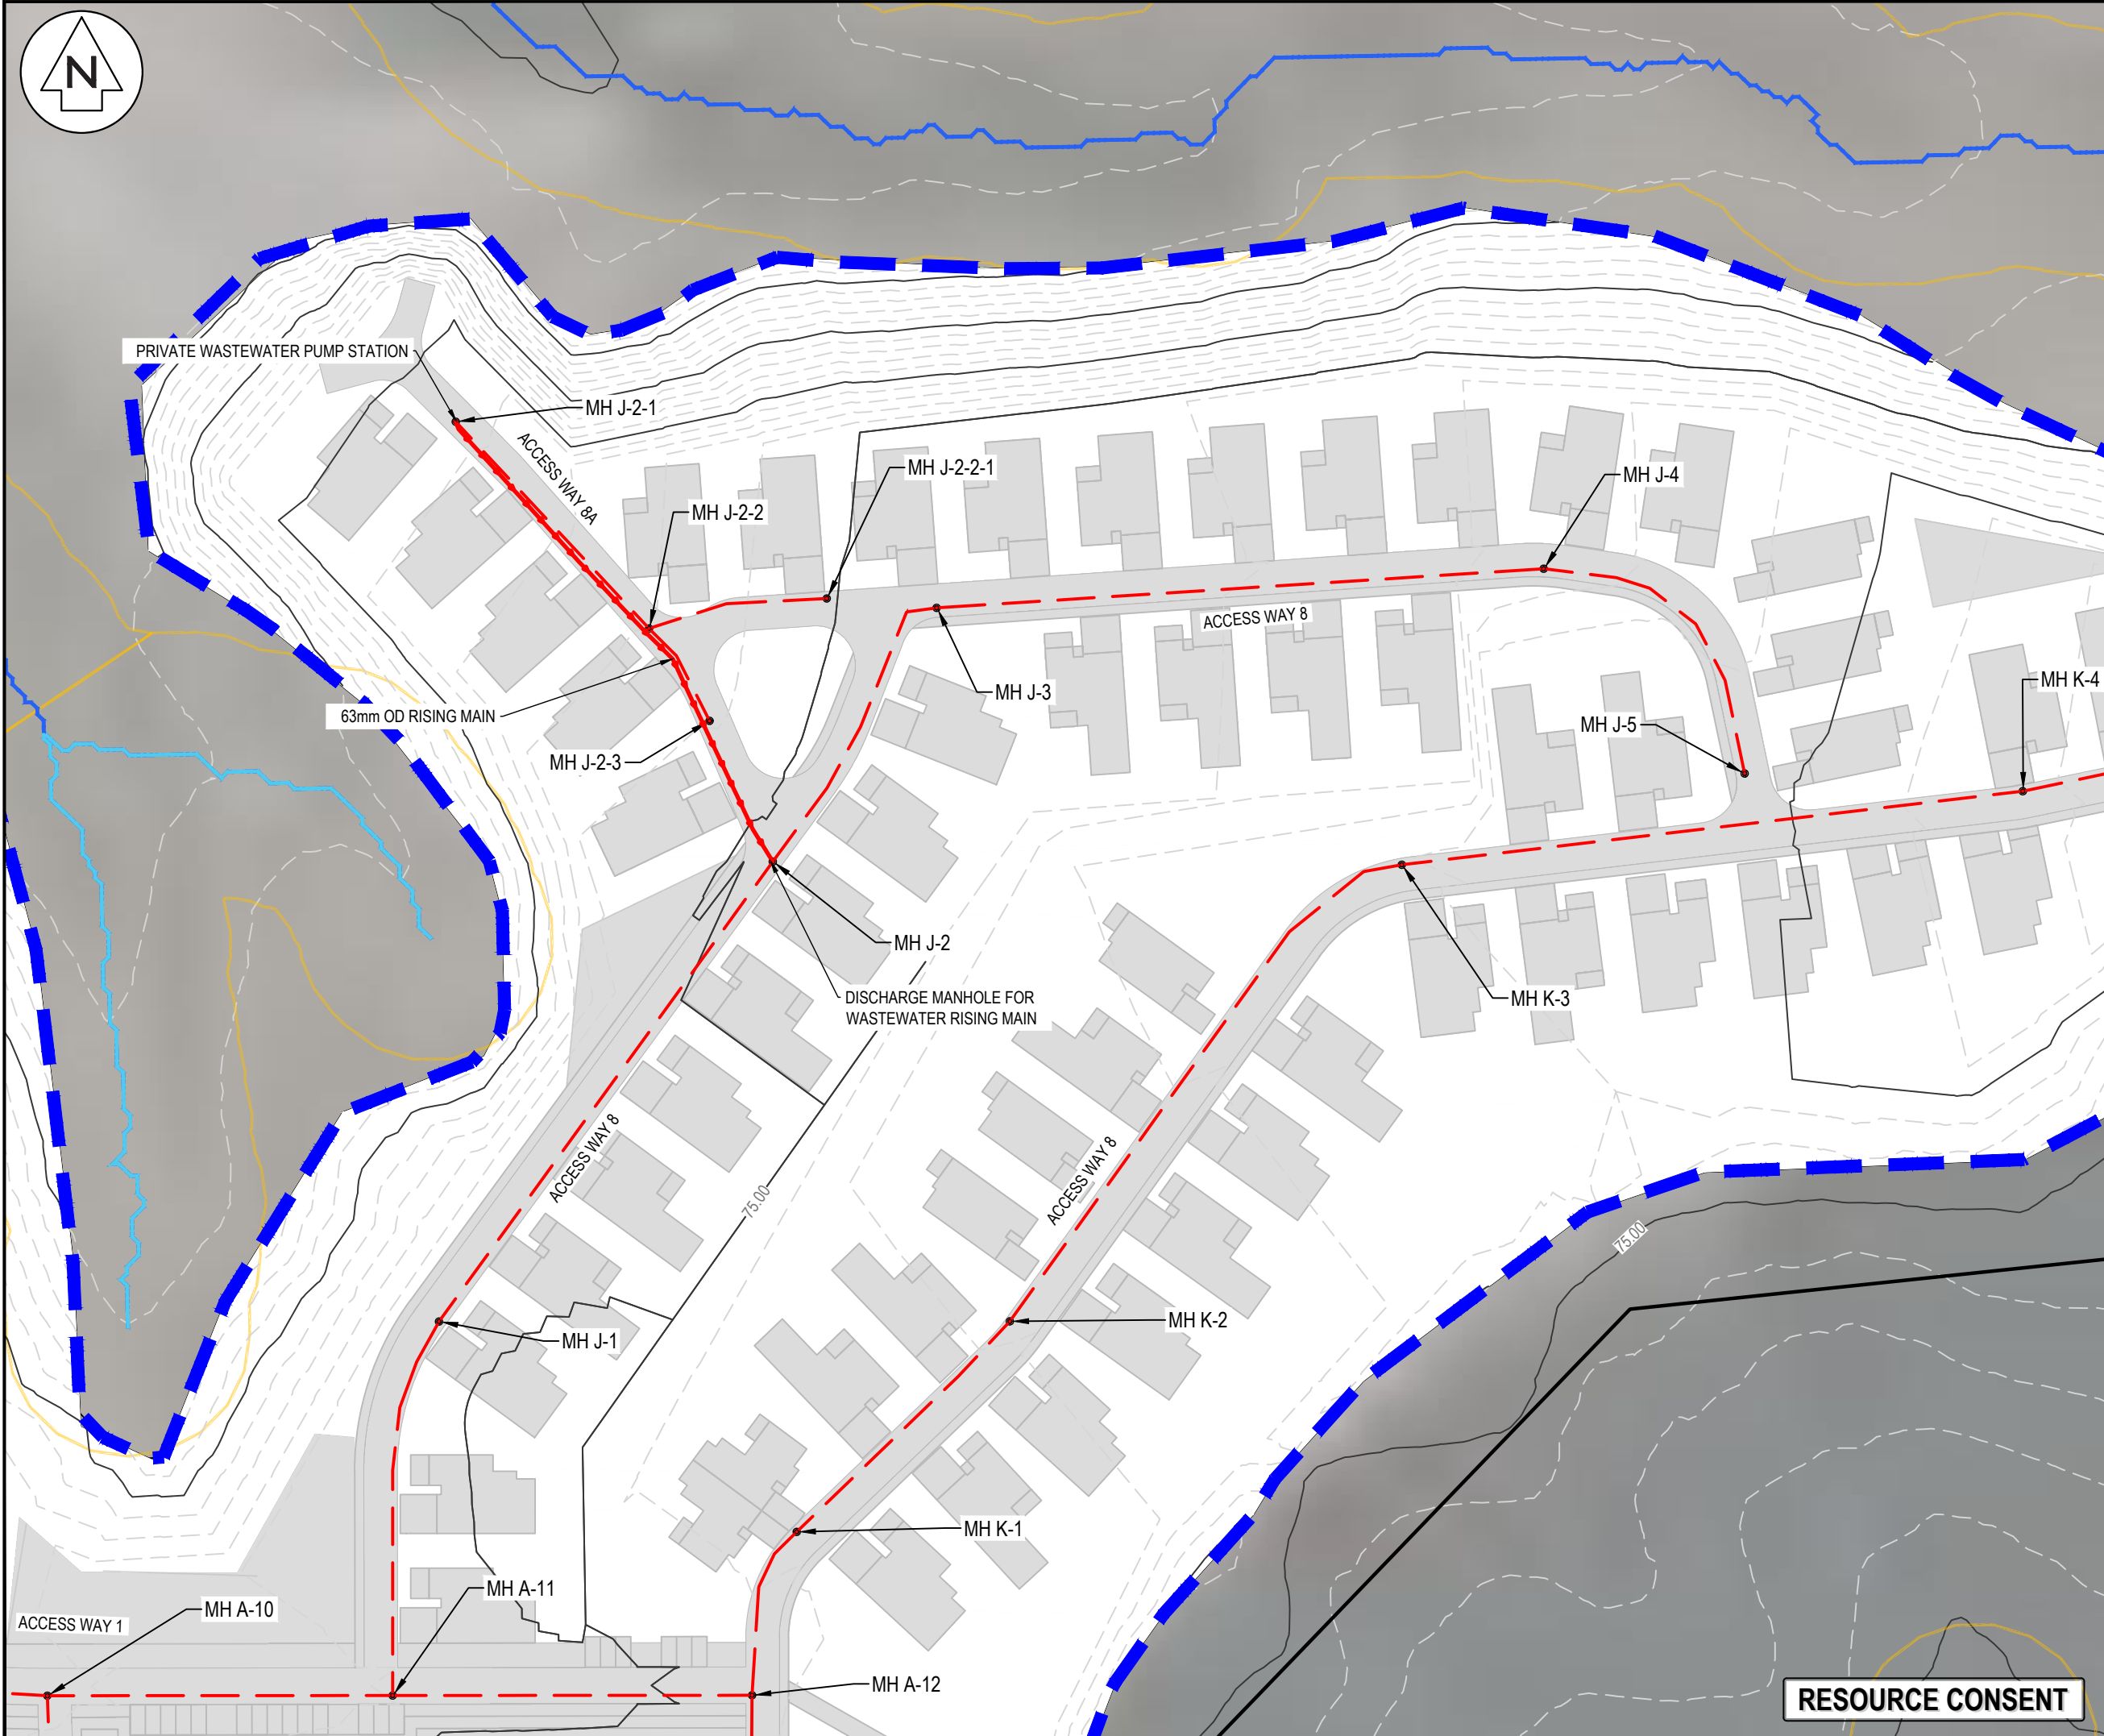 N
PRIVATE WASTEWATER PUMP STATION
MH J-2-1
ACCESS WAY 8A
MH J-2-2-1
MH J-4
MH J-2-2
ACCESS WAY 8
MH J-3
MH K-4
63mm OD RISING MAIN
MH J-5
MH J-2-3
MH J-2
DISCHARGE MANHOLE FOR
WASTEWATER RISING MAIN
MH K-3
ACCESS WAY 8
ACCESS WAY 8
75.00
75.00
MH J-1
MH K-2
MH K-1
MH A-11
MH A-10
ACCESS WAY 1
MH A-12
RESOURCE CONSENT